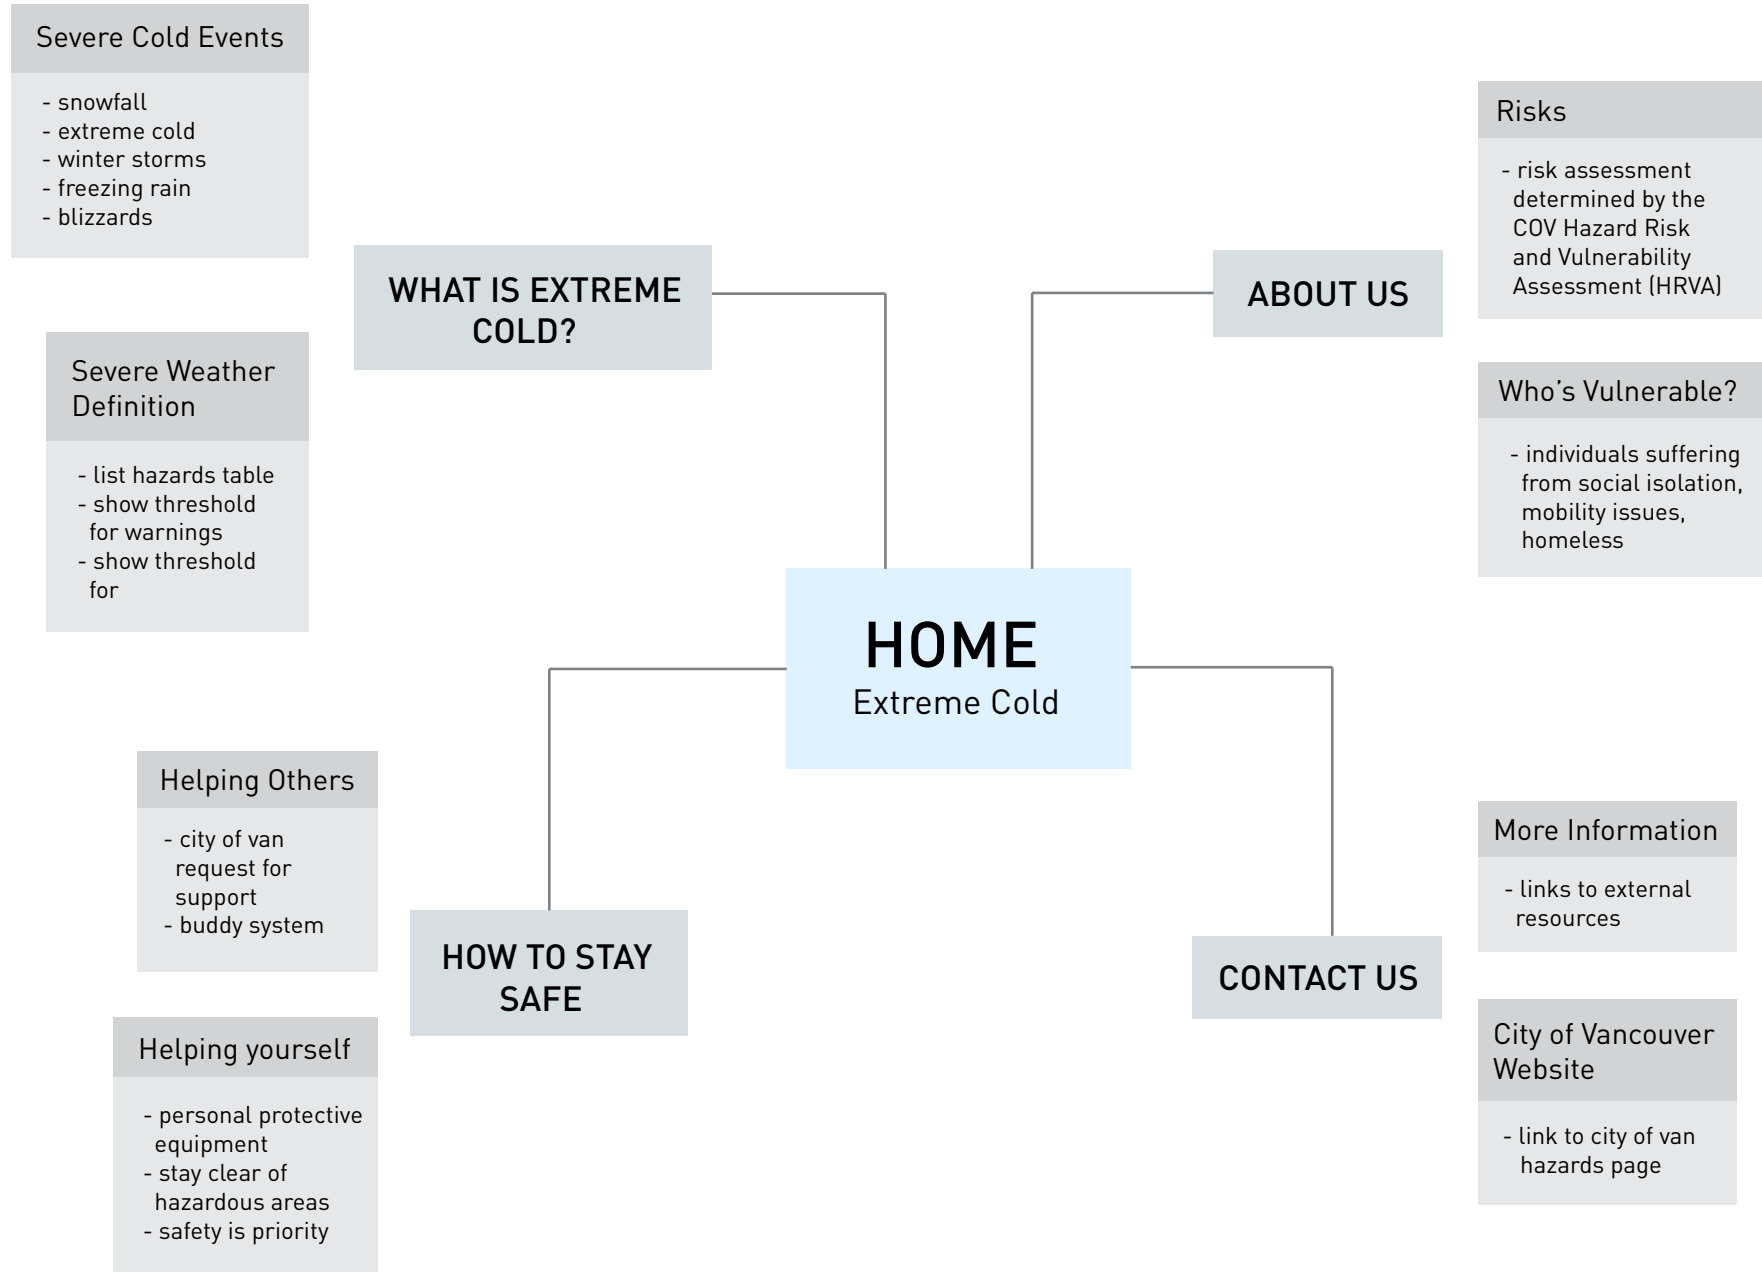 Severe Cold Events
- snowfall
- extreme cold
- winter storms
- freezing rain
- blizzards
WHAT IS EXTREME
COLD?
Severe Weather
Definition
- list hazards table
- show threshold
for warnings
- show threshold
for
ABOUT US
Risks
- risk assessment
determined by the
COV Hazard Risk
and Vulnerability
Assessment (HRVA)
Who's Vulnerable?
- individuals suffering
from social isolation,
mobility issues,
homeless
HOME
Extreme Cold
Helping Others
- city of van
request for
support
- buddy system
HOW TO STAY
SAFE
Helping yourself
- personal protective
equipment
- stay clear of
hazardous areas
- safety is priority
CONTACT US
More Information
- links to external
resources
City of Vancouver
Website
- link to city of van
hazards page